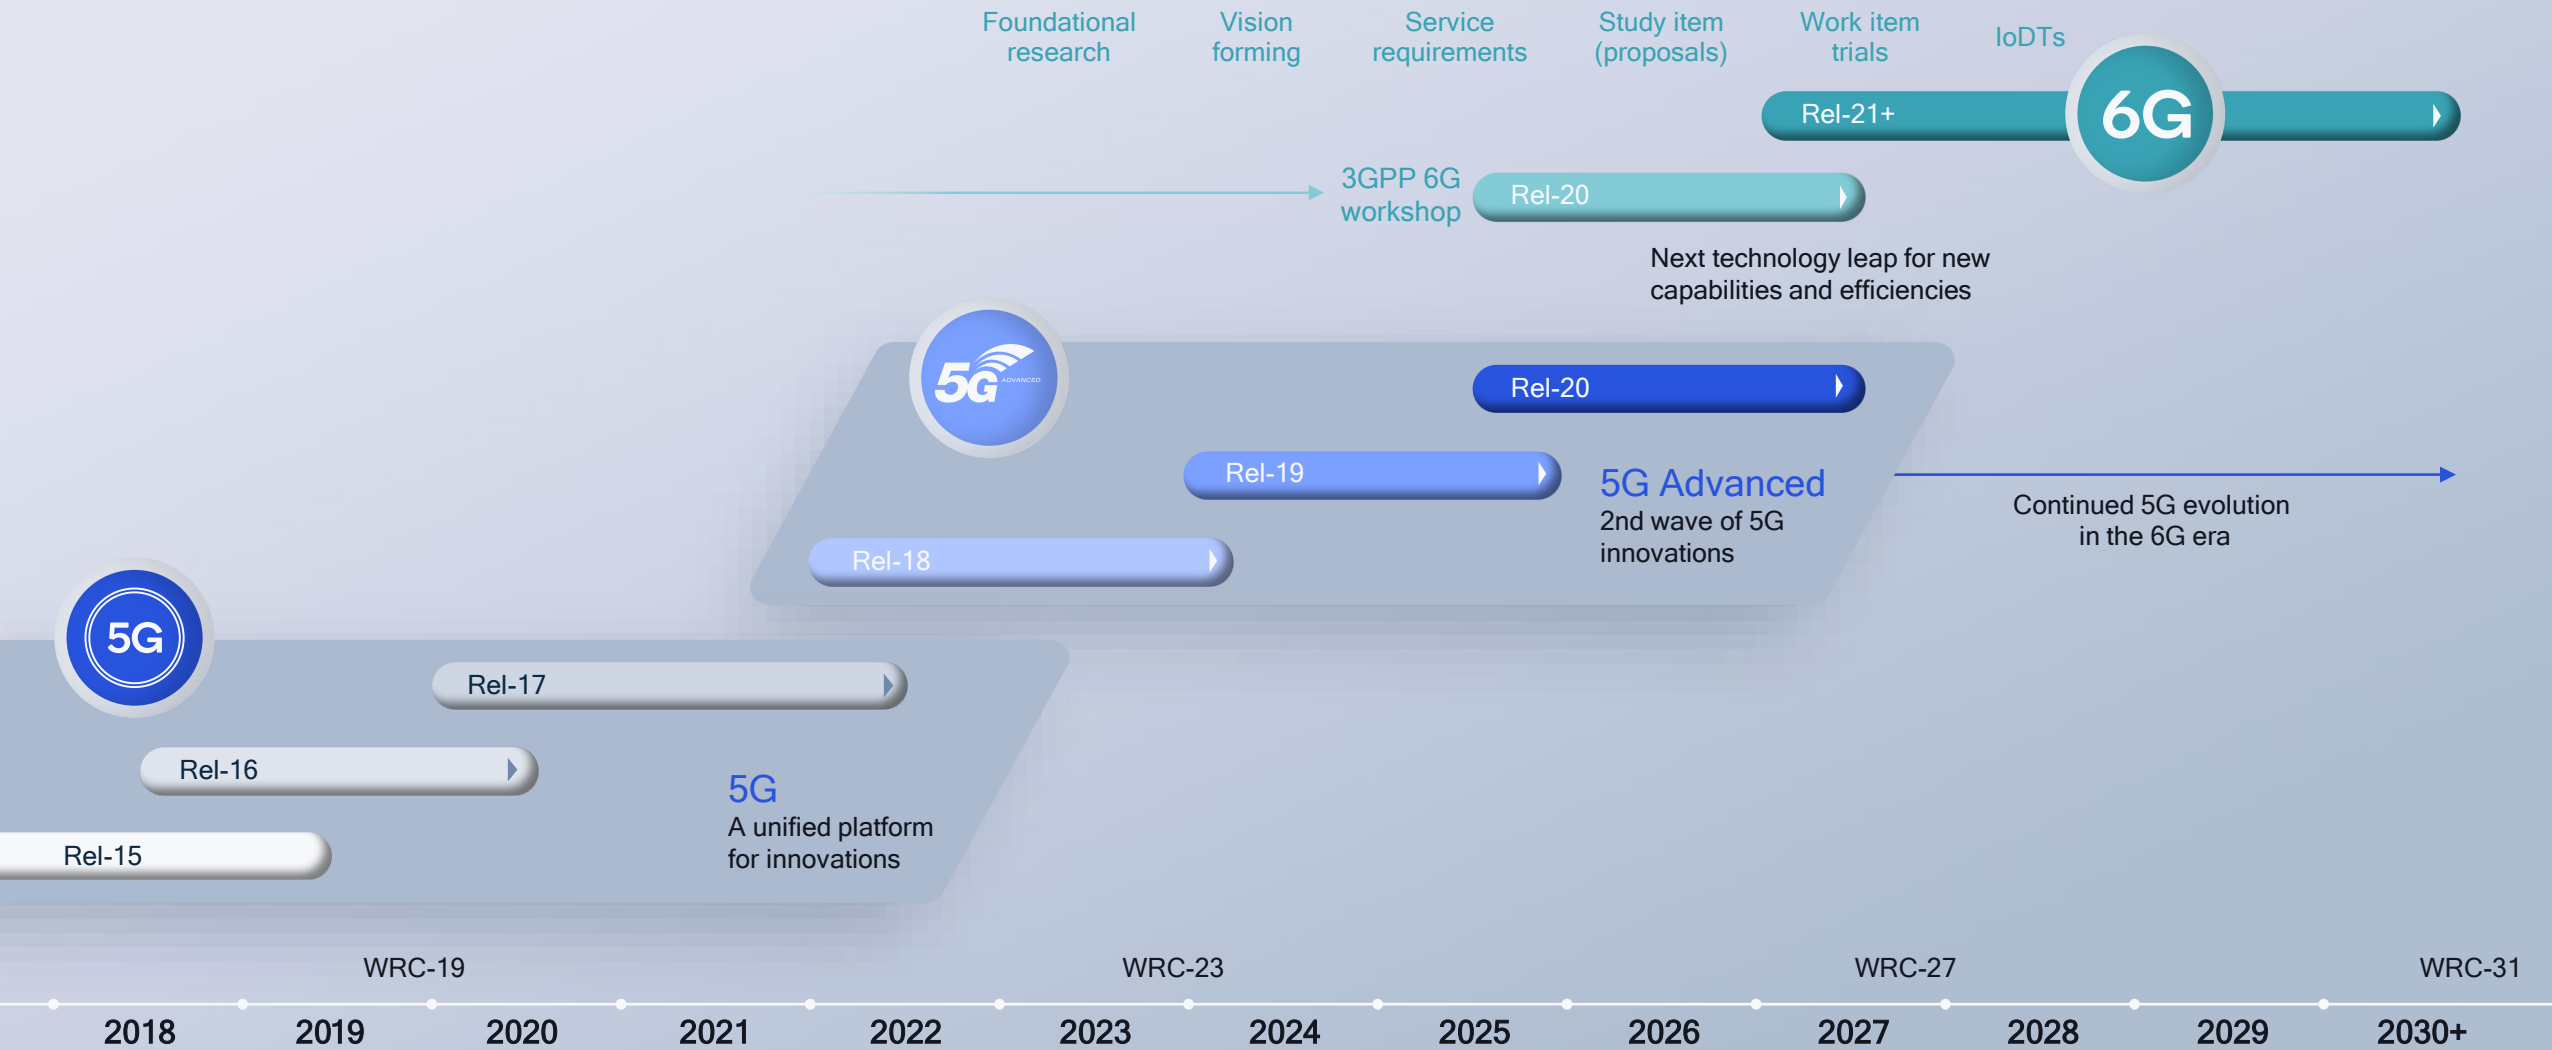 Foundational
research
Vision
forming
Service
requirements
Study item
(proposals)
Work item
trials
IoDTs
Rel-21+
6G
3GPP 6G
workshop
Rel-20
Next technology leap for new
capabilities and efficiencies
5G
ADVANCED
Rel-20
Rel-19
5G Advanced
2nd wave of 5G
innovations
Continued 5G evolution
in the 6G era
Rel-18
5G
Rel-17
Rel-16
5G
A unified platform
for innovations
Rel-15
WRC-19
WRC-23
WRC-27
WRC-31
2018
2019
2020
2021
2022
2023
2024
2025
2026
2027
2028
2029
2030+